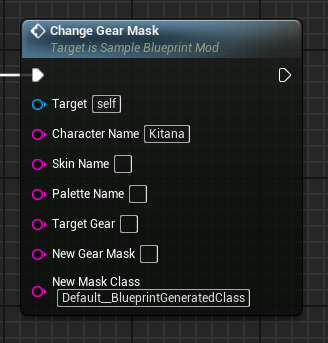 Change Gear Mask
Target is Sample Blueprint Mod
Target self
Character Name Kitana
Skin Name
Palette Name
Target Gear
New Gear Mask
New Mask Class
Default__BlueprintGeneratedClass